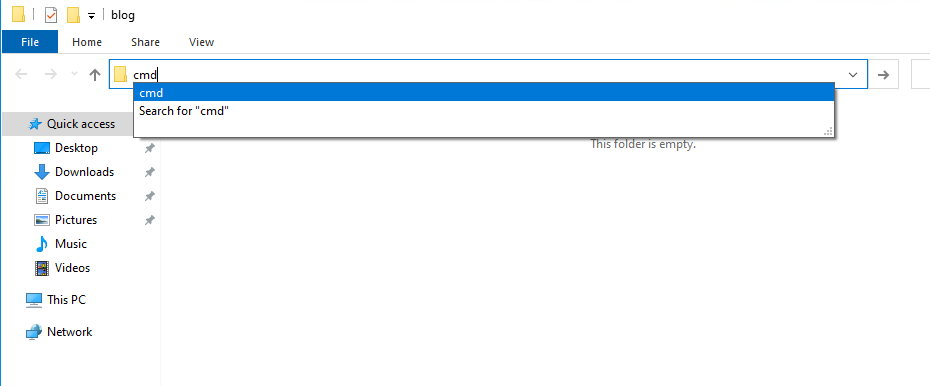 blog
File Home Share View
cmd
cmd
Search for "cmd"
This folder is empty.
Quick access
Desktop
Downloads
Documents
Pictures
Music
Videos
This PC
Network